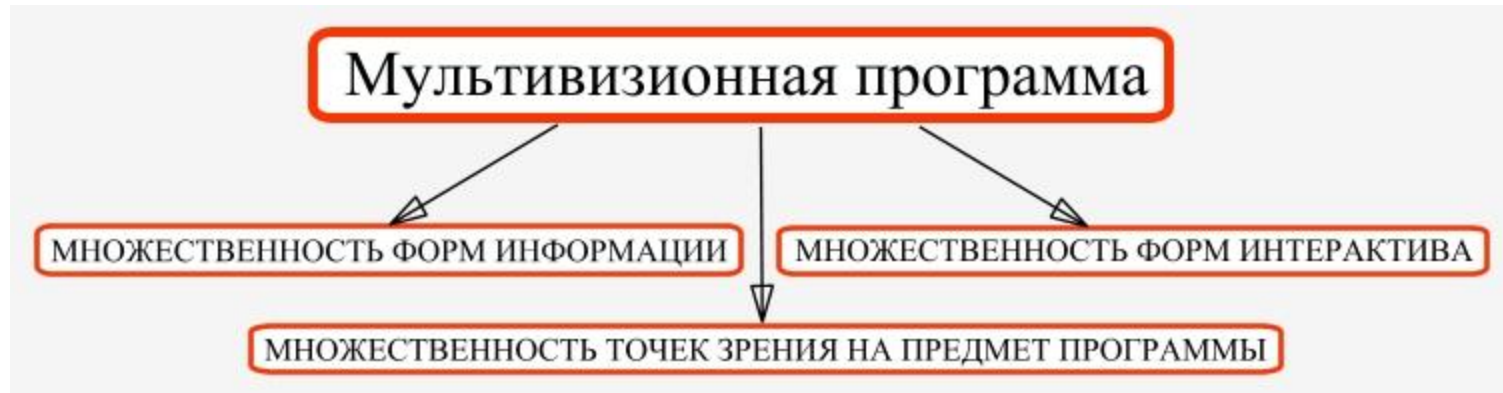 Мультивизионная программа
МНОЖЕСТВЕННОСТЬ ФОРМ ИНФОРМАЦИИ
МНОЖЕСТВЕННОСТЬ ФОРМ ИНТЕРАКТИВА
МНОЖЕСТВЕННОСТЬ ТОЧЕК ЗРЕНИЯ НА ПРЕДМЕТ ПРОГРАММЫ